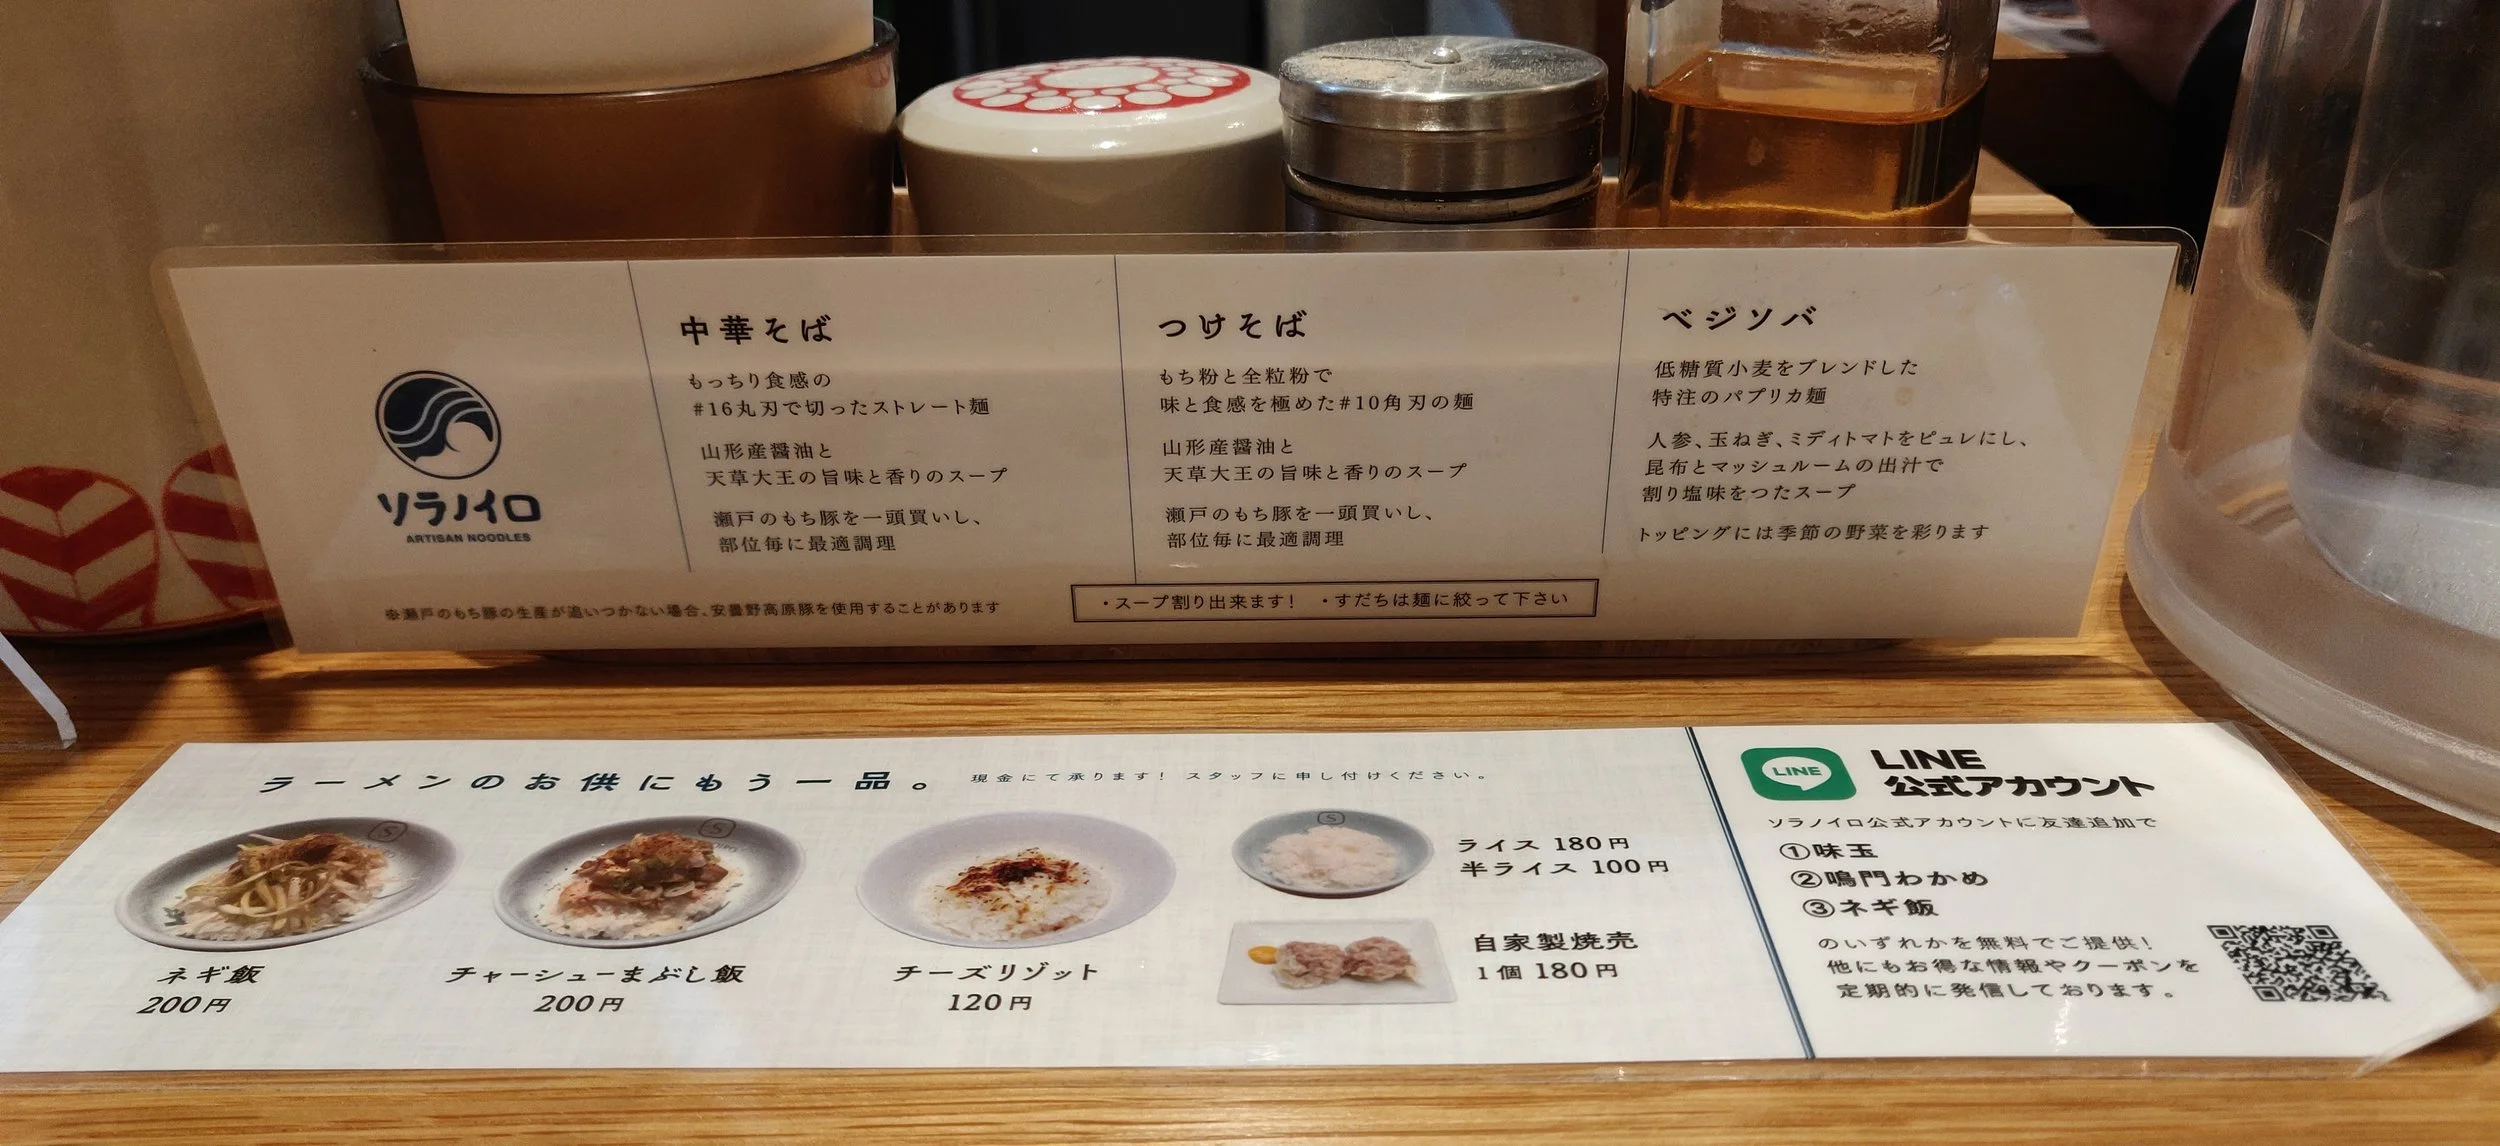 ソラノイロ
ARTISAN NOODLES
中華そば
もっちり食感の
#16丸刃で切ったストレート麺
山形産醤油と
天草大王の旨味と香りのスープ
瀬戸のもち豚を一頭買いし、
部位毎に最適調理
つけそば
もち粉と全粒粉で
味と食感を極めた#10角刃の麺
山形産醤油と
天草大王の旨味と香りのスープ
瀬戸のもち豚を一頭買いし、
部位毎に最適調理
ベジソバ
低糖質小麦をブレンドした
特注のパプリカ麺
人参、玉ねぎ、ミディトマトをピュレにし、
昆布とマッシュルームの出汁で
割り塩味をつたスープ
トッピングには季節の野菜を彩ります
※瀬戸のもち豚の生産が追いつかない場合、安曇野高原豚を使用することがあります
・スープ割り出来ます! ・すだちは麺に絞って下さい
ラーメンのお供にもう一品。 現金にて承ります! スタッフに申し付けください。
ネギ飯
200円
チャーシューまぶし飯
200円
チーズリゾット
120円
ライス 180円
半ライス 100円
自家製焼売
1個 180円
LINE
LINE
公式アカウント
ソラノイロ公式アカウントに友達追加で
①味玉
②鳴門わかめ
③ネギ飯
のいずれかを無料でご提供!
他にもお得な情報やクーポンを
定期的に発信しております。